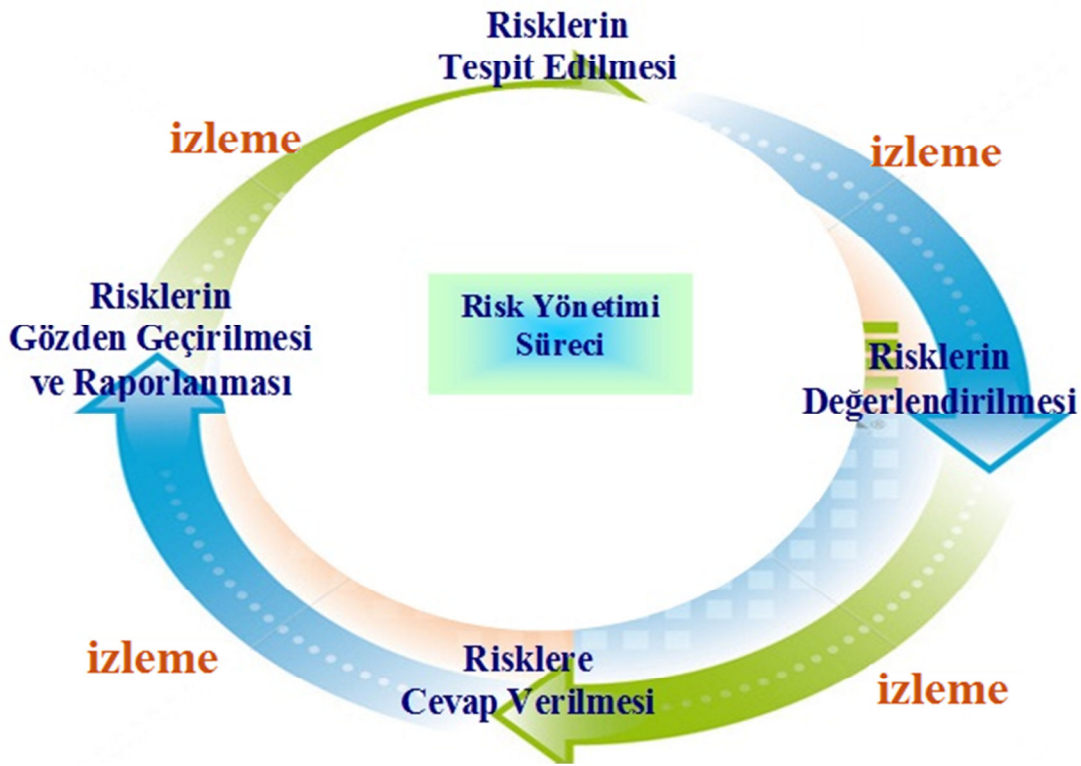 Risklerin
Tespit Edilmesi
izleme
izleme
Risklerin
Gözden Geçirilmesi
ve Raporlanması
Risk Yönetimi
Süreci
Risklerin
Değerlendirilmesi
izleme
Risklere
Cevap Verilmesi
izleme